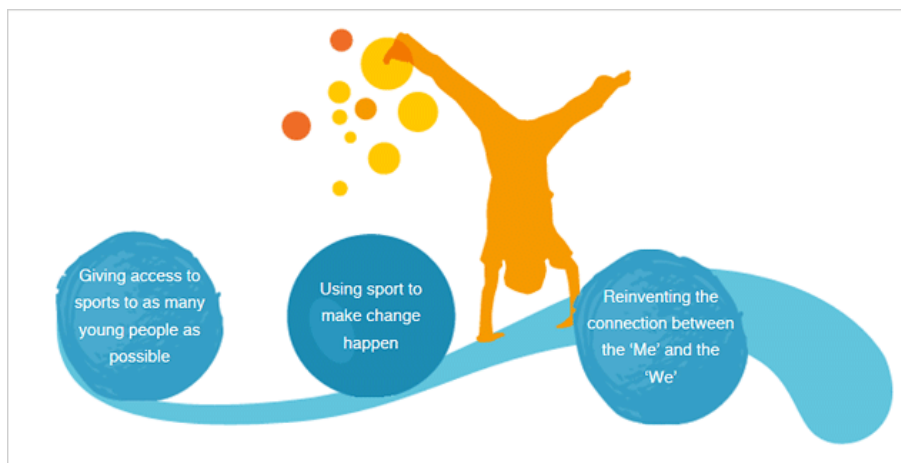 Giving access to
sports to as many
young people as
possible
Using sport to
make change
happen
Reinventing the
connection between
the ‘Me’ and the
‘We’